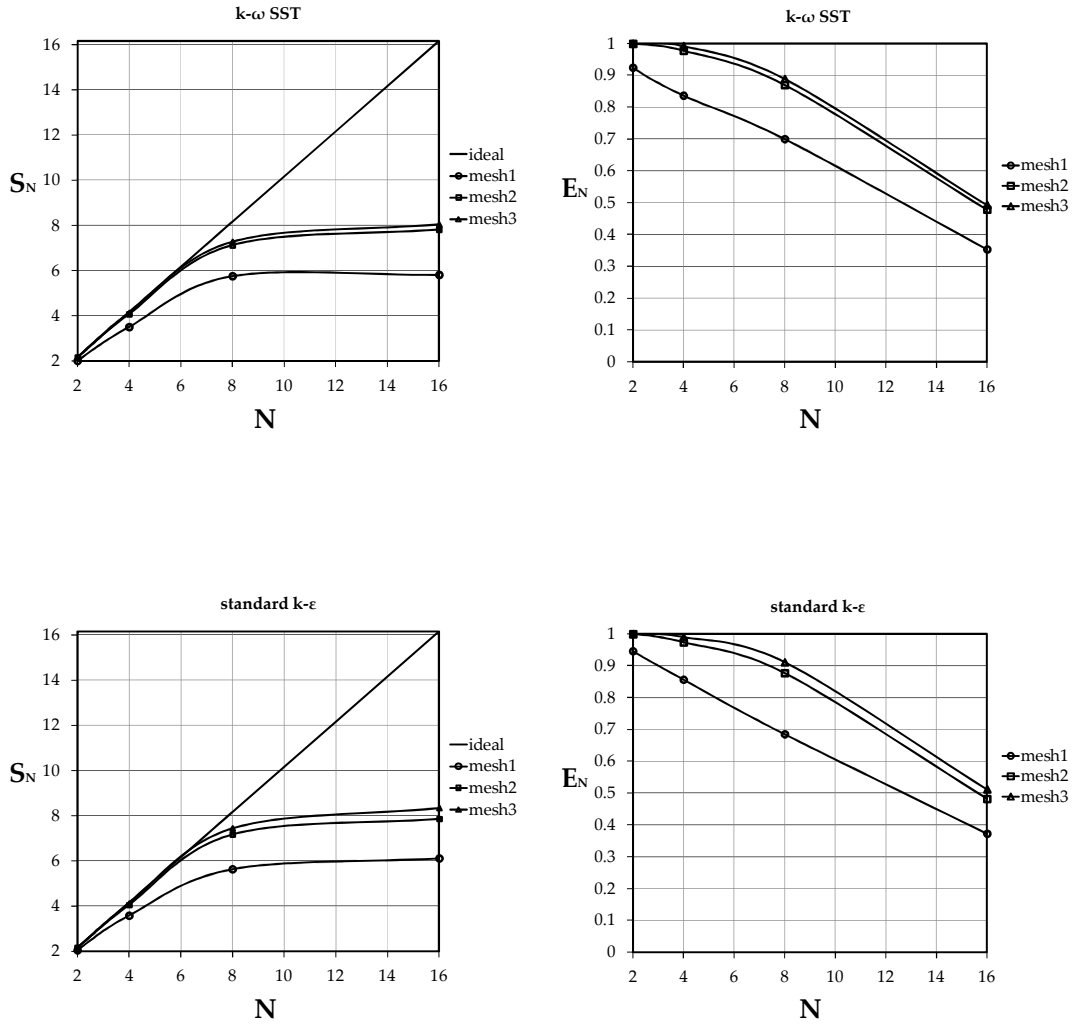 k-ω SST
16
14
12
10
8
6
4
2
S_N
2 4 6 8 10 12 14 16
N
ideal
mesh1
mesh2
mesh3
k-ω SST
1
0.9
0.8
0.7
0.6
0.5
0.4
0.3
0.2
0.1
0
E_N
2 4 6 8 10 12 14 16
N
mesh1
mesh2
mesh3
standard k-ε
16
14
12
10
8
6
4
2
S_N
2 4 6 8 10 12 14 16
N
ideal
mesh1
mesh2
mesh3
standard k-ε
1
0.9
0.8
0.7
0.6
0.5
0.4
0.3
0.2
0.1
0
E_N
2 4 6 8 10 12 14 16
N
mesh1
mesh2
mesh3